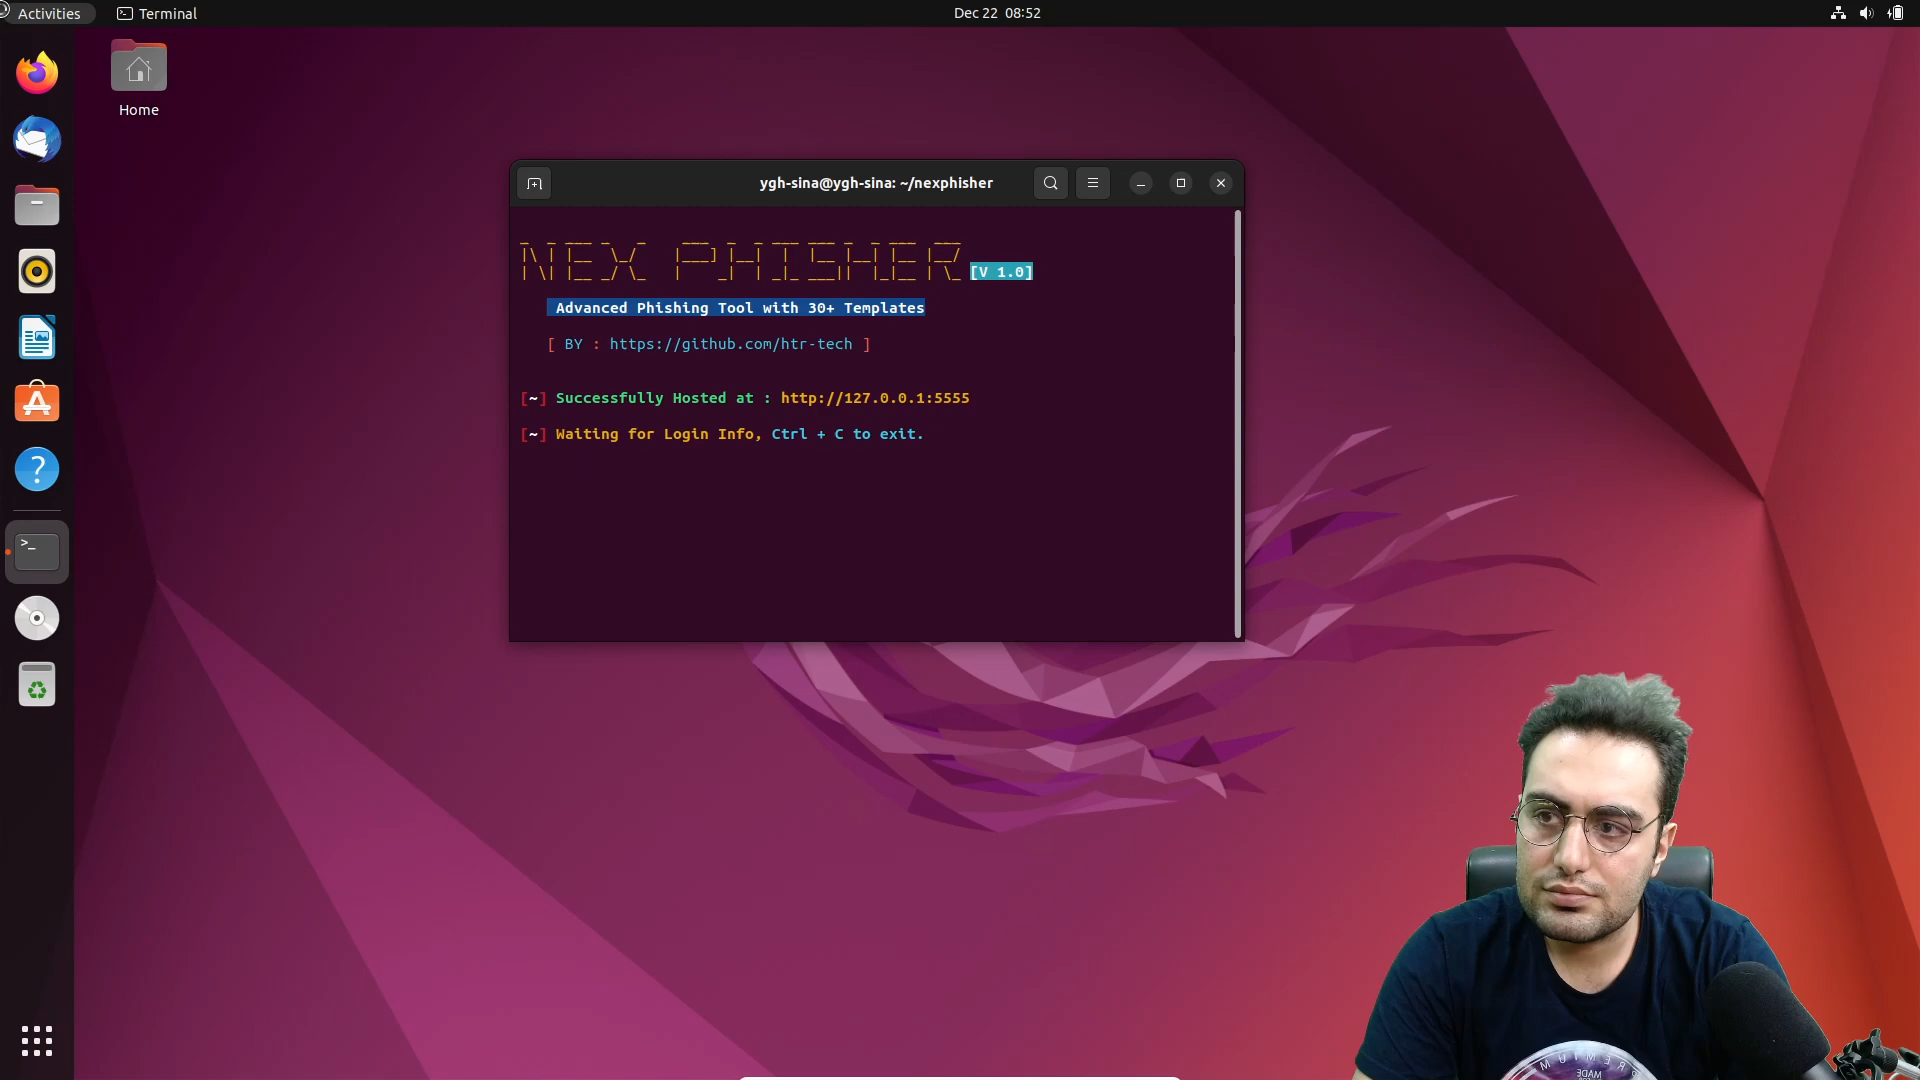 Activities
Terminal
Dec 22 08:52
Home
ygh-sina@ygh-sina: ~/nexphisher
NEX PHISHER [V 1.0]
Advanced Phishing Tool with 30+ Templates
[ BY : https://github.com/htr-tech ]
[~] Successfully Hosted at : http://127.0.0.1:5555
[~] Waiting for Login Info, Ctrl + C to exit.
PREMIUM
MADE